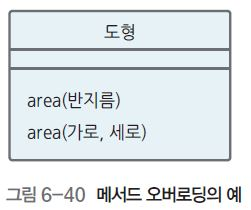 도형
area(반지름)
area(가로, 세로)
그림 6-40 메서드 오버로딩의 예